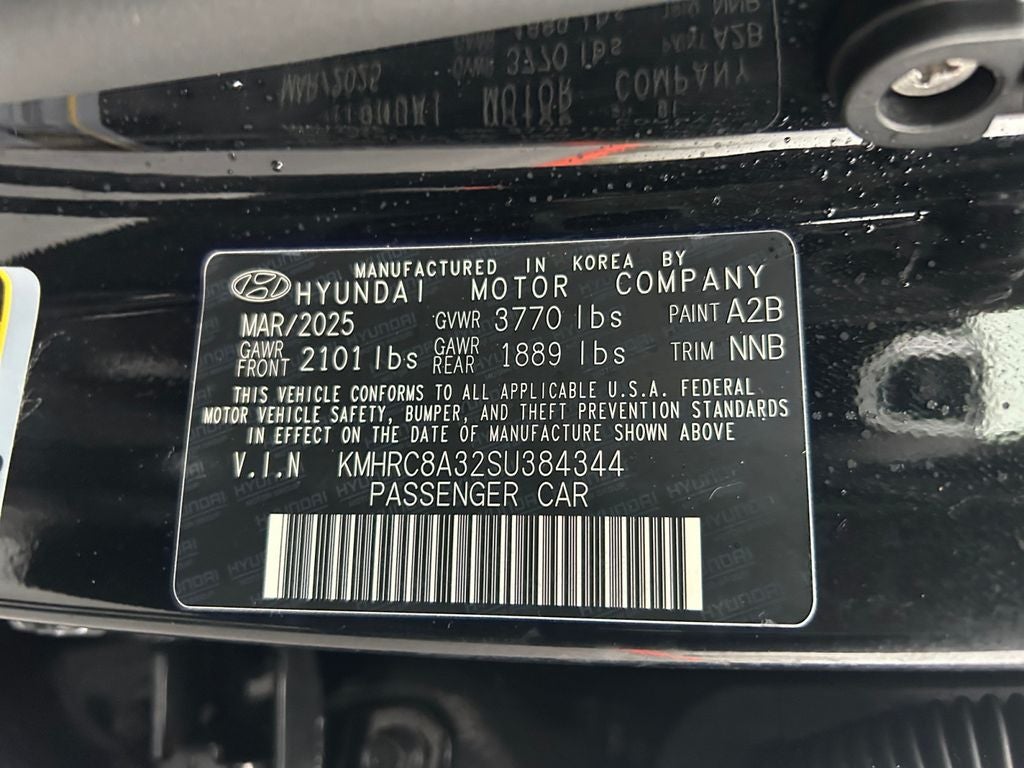 MANUFACTURED IN KOREA BY
HYUNDAI MOTOR COMPANY
MAR/2025 GVWR 3770 lbs PAINT A2B
GAWR FRONT 2101 lbs GAWR REAR 1889 lbs TRIM NNB
THIS VEHICLE CONFORMS TO ALL APPLICABLE U.S.A. FEDERAL
MOTOR VEHICLE SAFETY, BUMPER, AND THEFT PREVENTION STANDARDS
IN EFFECT ON THE DATE OF MANUFACTURE SHOWN ABOVE
V.I.N KMHRC8A32SU384344
PASSENGER CAR